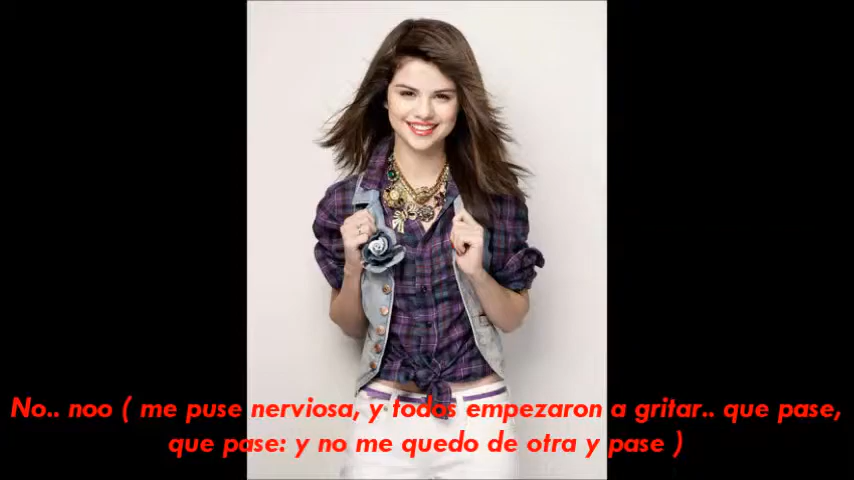 No.. noo ( me puse nerviosa, y todos empezaron a gritar.. que pase,
que pase: y no me quedo de otra y pase )